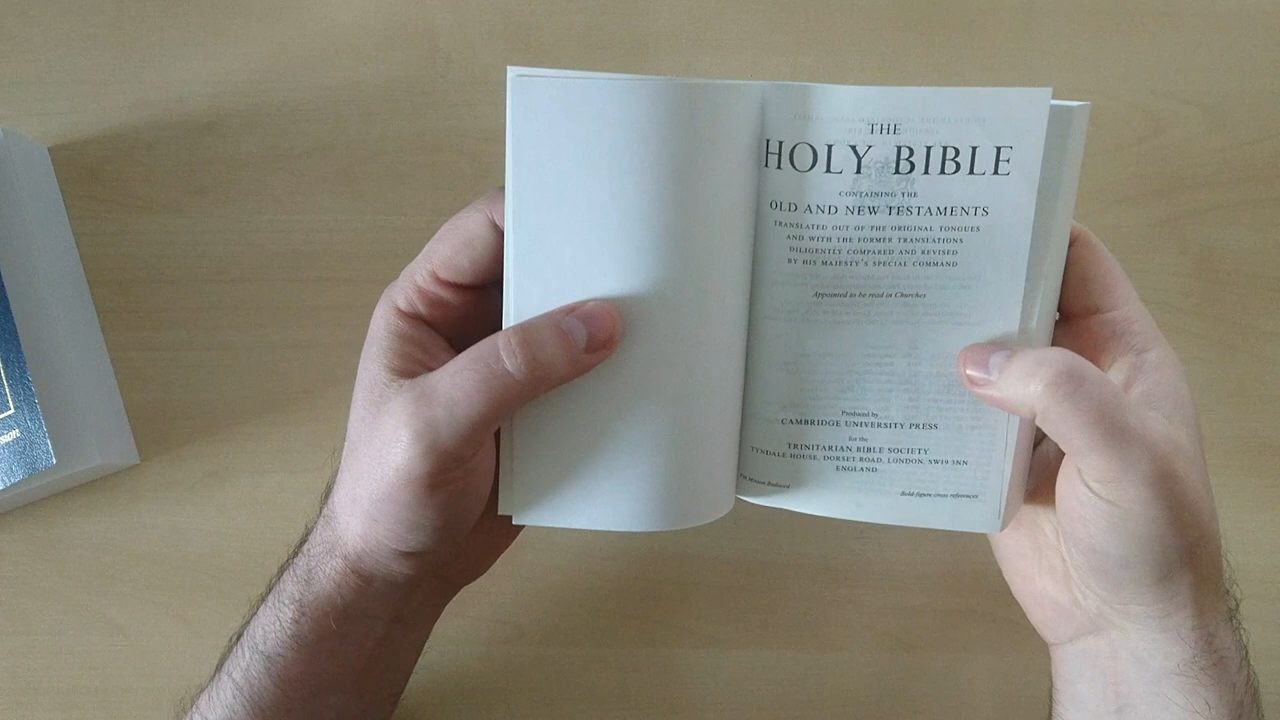 THE
HOLY BIBLE
CONTAINING THE
OLD AND NEW TESTAMENTS
TRANSLATED OUT OF THE ORIGINAL TONGUES
AND WITH THE FORMER TRANSLATIONS
DILIGENTLY COMPARED AND REVISED
BY HIS MAJESTY'S SPECIAL COMMAND
Appointed to be read in Churches
Produced by
CAMBRIDGE UNIVERSITY PRESS
for the
TRINITARIAN BIBLE SOCIETY
TYNDALE HOUSE, DORSET ROAD, LONDON, SW19 3NN
ENGLAND
Bold-figure cross references